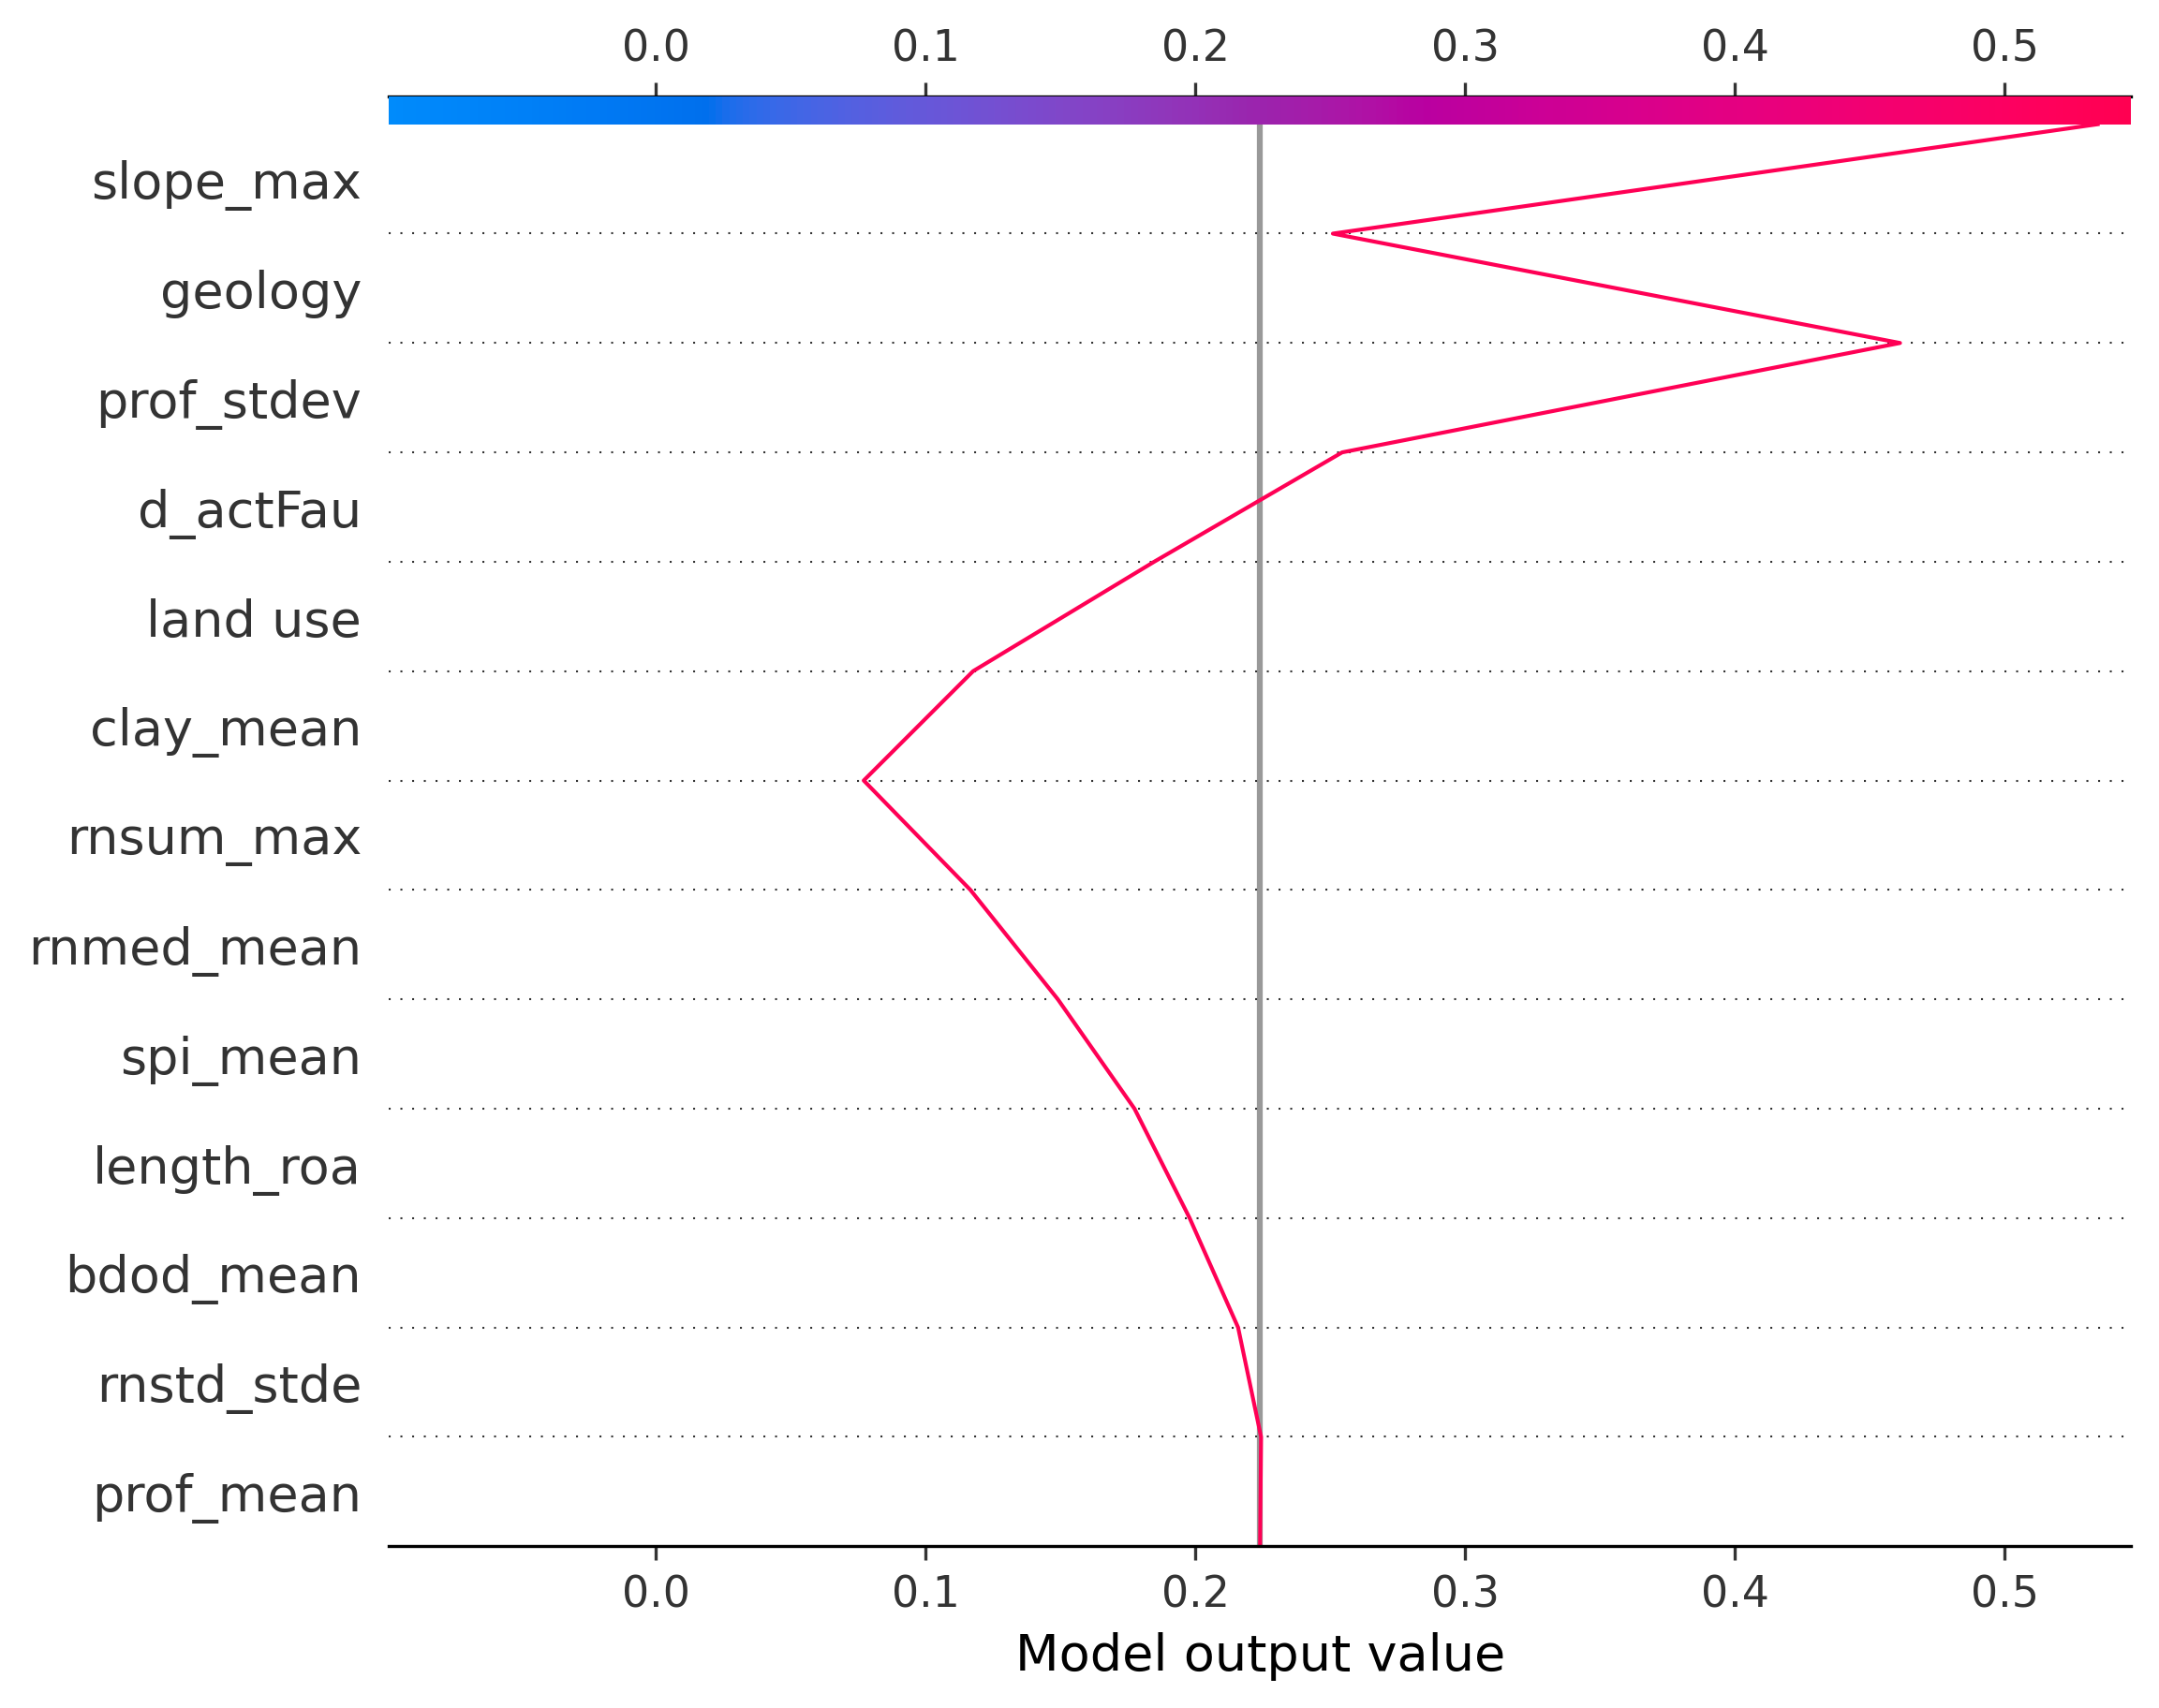 0.0 0.1 0.2 0.3 0.4 0.5
slope_max
geology
prof_stdev
d_actFau
land use
clay_mean
rnsum_max
rnmed_mean
spi_mean
length_roa
bdod_mean
rnstd_stde
prof_mean
0.0 0.1 0.2 0.3 0.4 0.5
Model output value